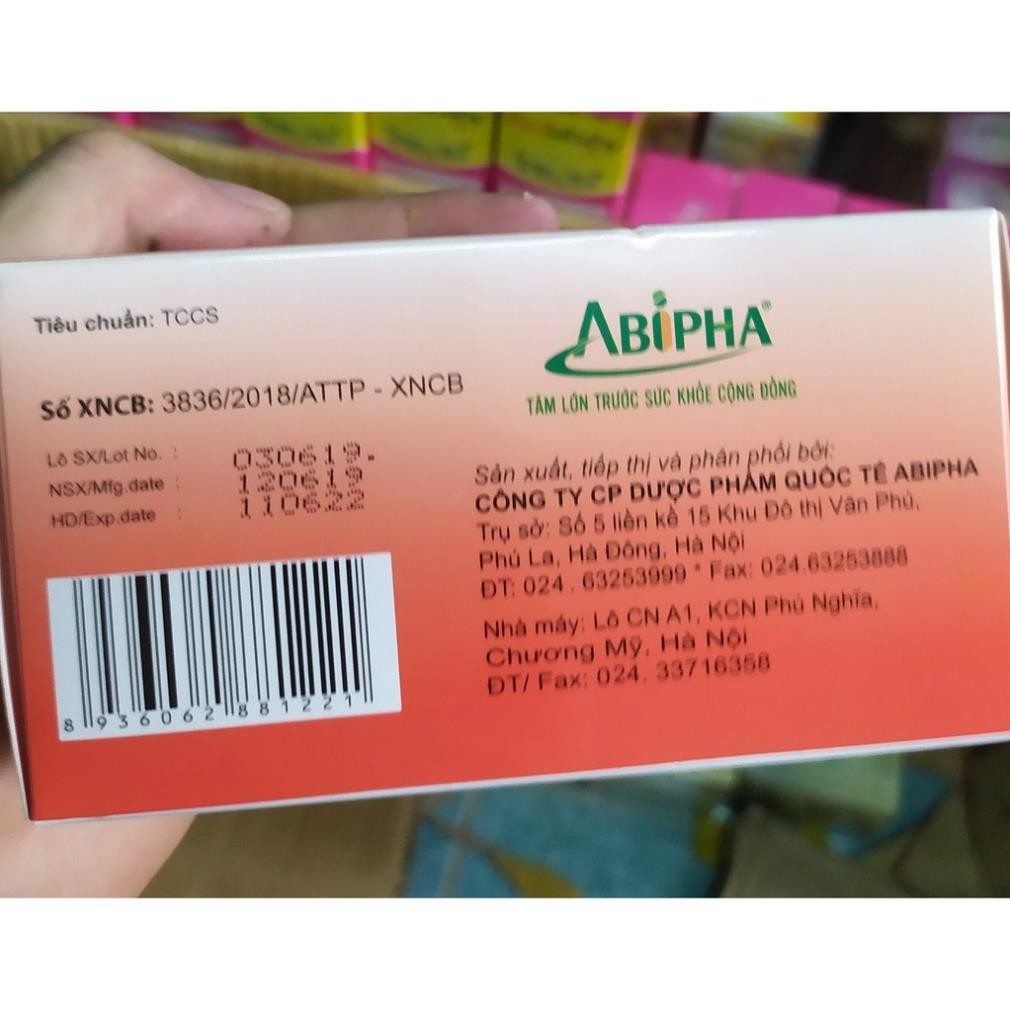 Tiêu chuẩn: TCCS
Số XNCB: 3836/2018/ATTP - XNCB
Lô SX/Lot No. : 030619.
NSX/Mfg.date : 120619
HD/Exp.date : 110622
8 936062 881221
ABIPHA®
TÂM LỚN TRƯỚC SỨC KHỎE CỘNG ĐỒNG
Sản xuất, tiếp thị và phân phối bởi:
CÔNG TY CP DƯỢC PHẨM QUỐC TẾ ABIPHA
Trụ sở: Số 5 liền kề 15 Khu Đô thị Văn Phú,
Phú La, Hà Đông, Hà Nội
ĐT: 024 . 63253999 * Fax: 024.63253888
Nhà máy: Lô CN A1, KCN Phú Nghĩa,
Chương Mỹ, Hà Nội
ĐT/ Fax: 024. 33716358